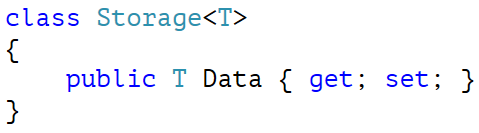 class Storage<T>
{
    public T Data { get; set; }
}